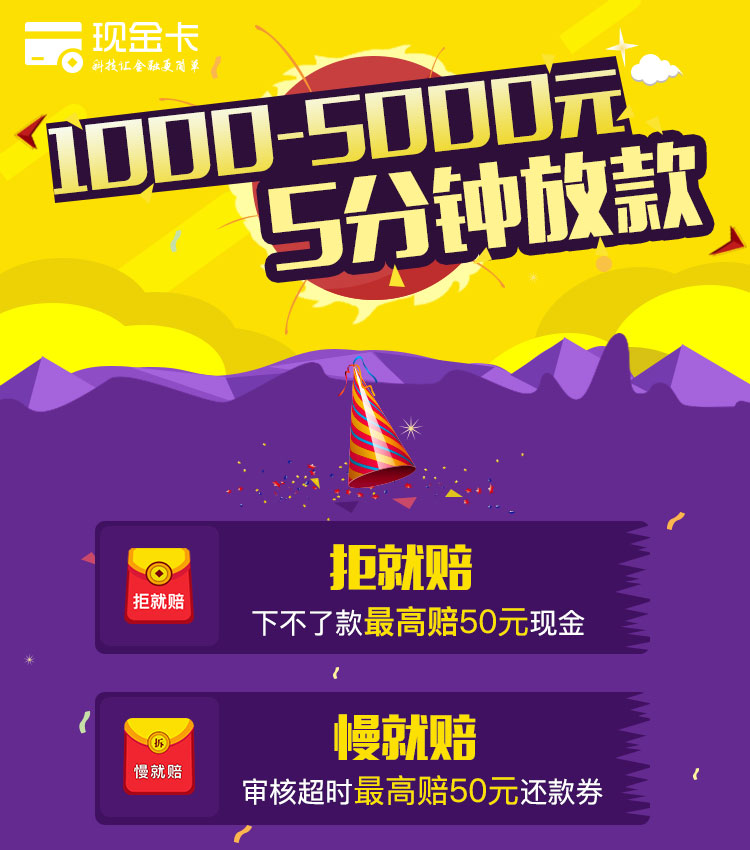 现金卡
科技让金融更简单
1000-5000元
5分钟放款
拒就赔
拒就赔
下不了款最高赔50元现金
拆
慢就赔
慢就赔
审核超时最高赔50元还款券